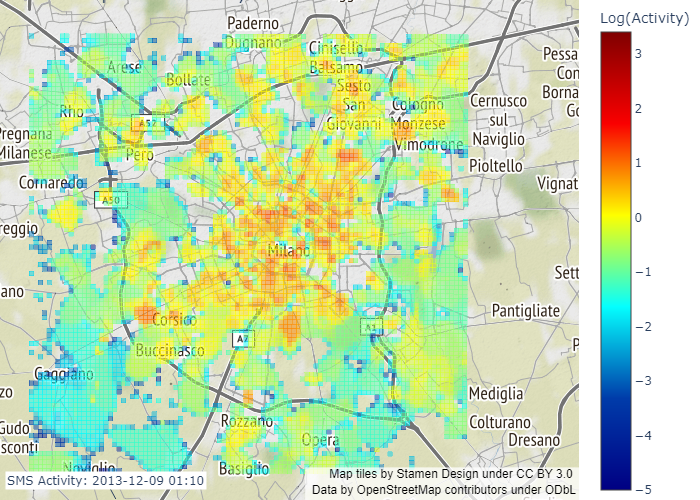 Log(Activity)
Paderno
Dugnano
Cinisello
Balsamo
Arese
Bollate
Sesto
San
Giovanni
Cologno
Monzese
Cernusco
sul
Naviglio
Pessa
Con
Borna
Go
Rho
A52
Pregnana
Milanese
Pero
Vimodrone
Pioltello
Cornaredo
A50
Vignat
reggio
Milano
Sett
ano
Corsico
A7
A1
Pantigliate
Buccinasco
P
Gaggiano
zo
Mediglia
Gudo
sconti
Rozzano
Opera
Colturano
Dresano
Noviglio
Basiglio
3
2
1
0
−1
−2
−3
−4
−5
SMS Activity: 2013-12-09 01:10
Map tiles by Stamen Design under CC BY 3.0
Data by OpenStreetMap contributors under ODbL